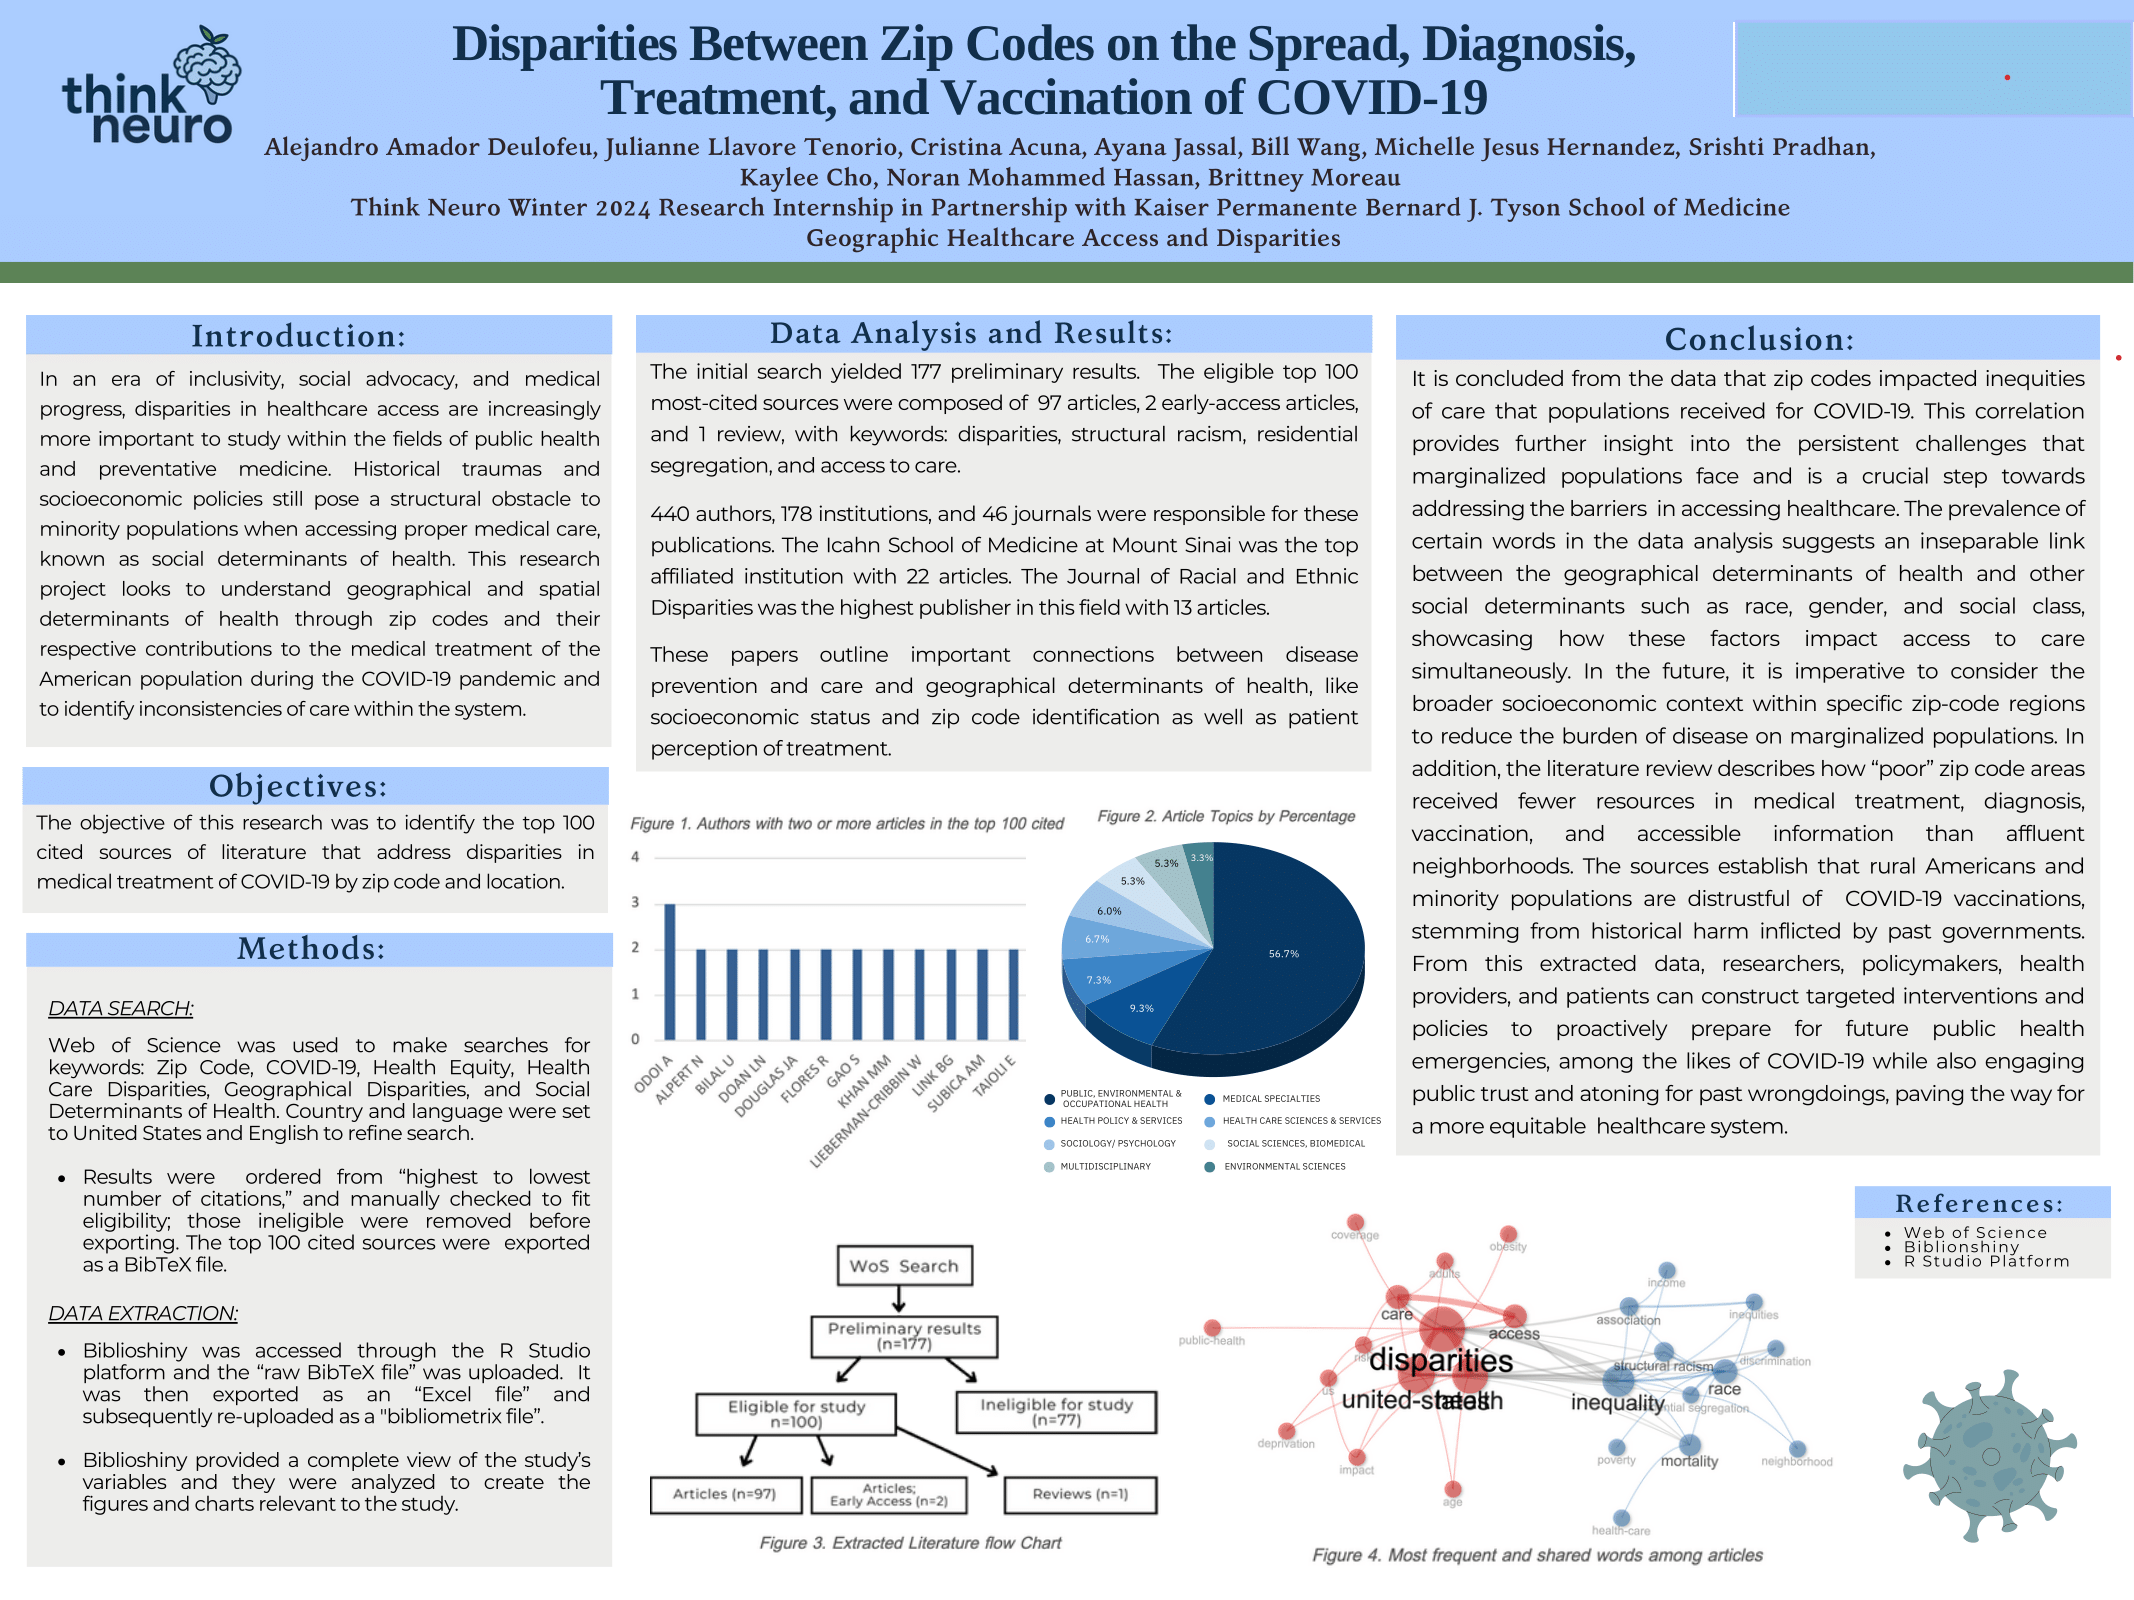 think
neuro
Disparities Between Zip Codes on the Spread, Diagnosis,
Treatment, and Vaccination of COVID-19
Alejandro Amador Deulofeu, Julianne Llavore Tenorio, Cristina Acuna, Ayana Jassal, Bill Wang, Michelle Jesus Hernandez, Srishti Pradhan,
Kaylee Cho, Noran Mohammed Hassan, Brittney Moreau
Think Neuro Winter 2024 Research Internship in Partnership with Kaiser Permanente Bernard J. Tyson School of Medicine
Geographic Healthcare Access and Disparities
Introduction:
In an era of inclusivity, social advocacy, and medical
progress, disparities in healthcare access are increasingly
more important to study within the fields of public health
and preventative medicine. Historical traumas and
socioeconomic policies still pose a structural obstacle to
minority populations when accessing proper medical care,
known as social determinants of health. This research
project looks to understand geographical and spatial
determinants of health through zip codes and their
respective contributions to the medical treatment of the
American population during the COVID-19 pandemic and
to identify inconsistencies of care within the system.
Objectives:
The objective of this research was to identify the top 100
cited sources of literature that address disparities in
medical treatment of COVID-19 by zip code and location.
Methods:
DATA SEARCH:
Web of Science was used to make searches for
keywords: Zip Code, COVID-19, Health Equity, Health
Care Disparities, Geographical Disparities, and Social
Determinants of Health. Country and language were set
to United States and English to refine search.
• Results were ordered from “highest to lowest
number of citations,” and manually checked to fit
eligibility; those ineligible were removed before
exporting. The top 100 cited sources were exported
as a BibTeX file.
DATA EXTRACTION:
• Biblioshiny was accessed through the R Studio
platform and the “raw BibTeX file” was uploaded. It
was then exported as an “Excel file” and
subsequently re-uploaded as a "bibliometrix file”.
• Biblioshiny provided a complete view of the study’s
variables and they were analyzed to create the
figures and charts relevant to the study.
Data Analysis and Results:
The initial search yielded 177 preliminary results. The eligible top 100
most-cited sources were composed of 97 articles, 2 early-access articles,
and 1 review, with keywords: disparities, structural racism, residential
segregation, and access to care.
440 authors, 178 institutions, and 46 journals were responsible for these
publications. The Icahn School of Medicine at Mount Sinai was the top
affiliated institution with 22 articles. The Journal of Racial and Ethnic
Disparities was the highest publisher in this field with 13 articles.
These papers outline important connections between disease
prevention and care and geographical determinants of health, like
socioeconomic status and zip code identification as well as patient
perception of treatment.
Figure 1. Authors with two or more articles in the top 100 cited
4
3
2
1
0
ODOI A
ALPERT N
BILAL U
DOAN LN
DOUGLAS JA
FLORES R
GAO S
KHAN MM
LIEBERMAN-CRIBBIN W
LINK BG
SUBICA AM
TAIOLI E
Figure 2. Article Topics by Percentage
3.3%
5.3%
5.3%
6.0%
6.7%
7.3%
9.3%
56.7%
PUBLIC, ENVIRONMENTAL &
OCCUPATIONAL HEALTH
MEDICAL SPECIALTIES
HEALTH POLICY & SERVICES
HEALTH CARE SCIENCES & SERVICES
SOCIOLOGY/ PSYCHOLOGY
SOCIAL SCIENCES, BIOMEDICAL
MULTIDISCIPLINARY
ENVIRONMENTAL SCIENCES
WoS Search
Preliminary results
(n=177)
Eligible for study
n=100)
Ineligible for study
(n=77)
Articles (n=97)
Articles;
Early Access (n=2)
Reviews (n=1)
Figure 3. Extracted Literature flow Chart
coverage
obesity
adults
care
access
public-health
disparities
us
united-states
health
deprivation
impact
age
income
association
inequities
structural racism
discrimination
race
inequality
segregation
poverty
mortality
neighborhood
health-care
Figure 4. Most frequent and shared words among articles
Conclusion:
It is concluded from the data that zip codes impacted inequities
of care that populations received for COVID-19. This correlation
provides further insight into the persistent challenges that
marginalized populations face and is a crucial step towards
addressing the barriers in accessing healthcare. The prevalence of
certain words in the data analysis suggests an inseparable link
between the geographical determinants of health and other
social determinants such as race, gender, and social class,
showcasing how these factors impact access to care
simultaneously. In the future, it is imperative to consider the
broader socioeconomic context within specific zip-code regions
to reduce the burden of disease on marginalized populations. In
addition, the literature review describes how “poor” zip code areas
received fewer resources in medical treatment, diagnosis,
vaccination, and accessible information than affluent
neighborhoods. The sources establish that rural Americans and
minority populations are distrustful of COVID-19 vaccinations,
stemming from historical harm inflicted by past governments.
From this extracted data, researchers, policymakers, health
providers, and patients can construct targeted interventions and
policies to proactively prepare for future public health
emergencies, among the likes of COVID-19 while also engaging
public trust and atoning for past wrongdoings, paving the way for
a more equitable healthcare system.
References:
• Web of Science
• Biblionshiny
• R Studio Platform